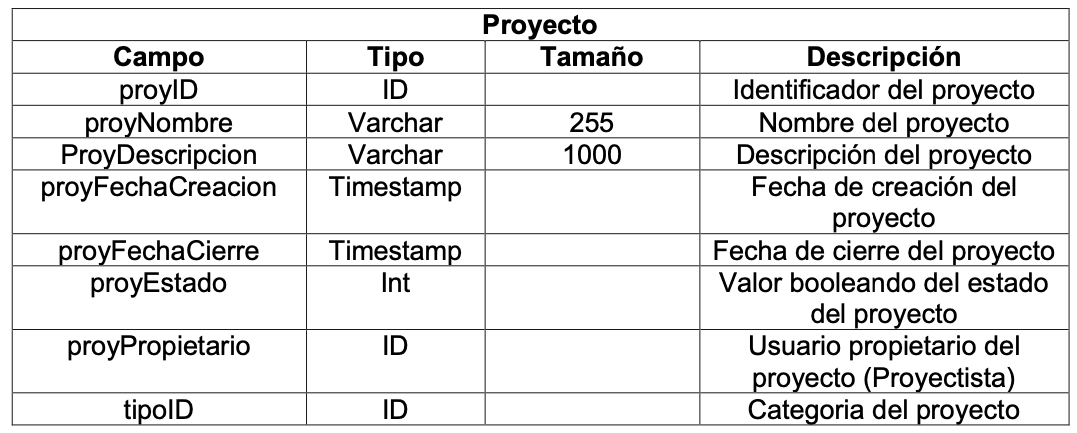 Proyecto
Campo Tipo Tamaño Descripción
proyID ID Identificador del proyecto
proyNombre Varchar 255 Nombre del proyecto
ProyDescripcion Varchar 1000 Descripción del proyecto
proyFechaCreacion Timestamp Fecha de creación del
proyecto
proyFechaCierre Timestamp Fecha de cierre del proyecto
proyEstado Int Valor booleando del estado
del proyecto
proyPropietario ID Usuario propietario del
proyecto (Proyectista)
tipoID ID Categoria del proyecto